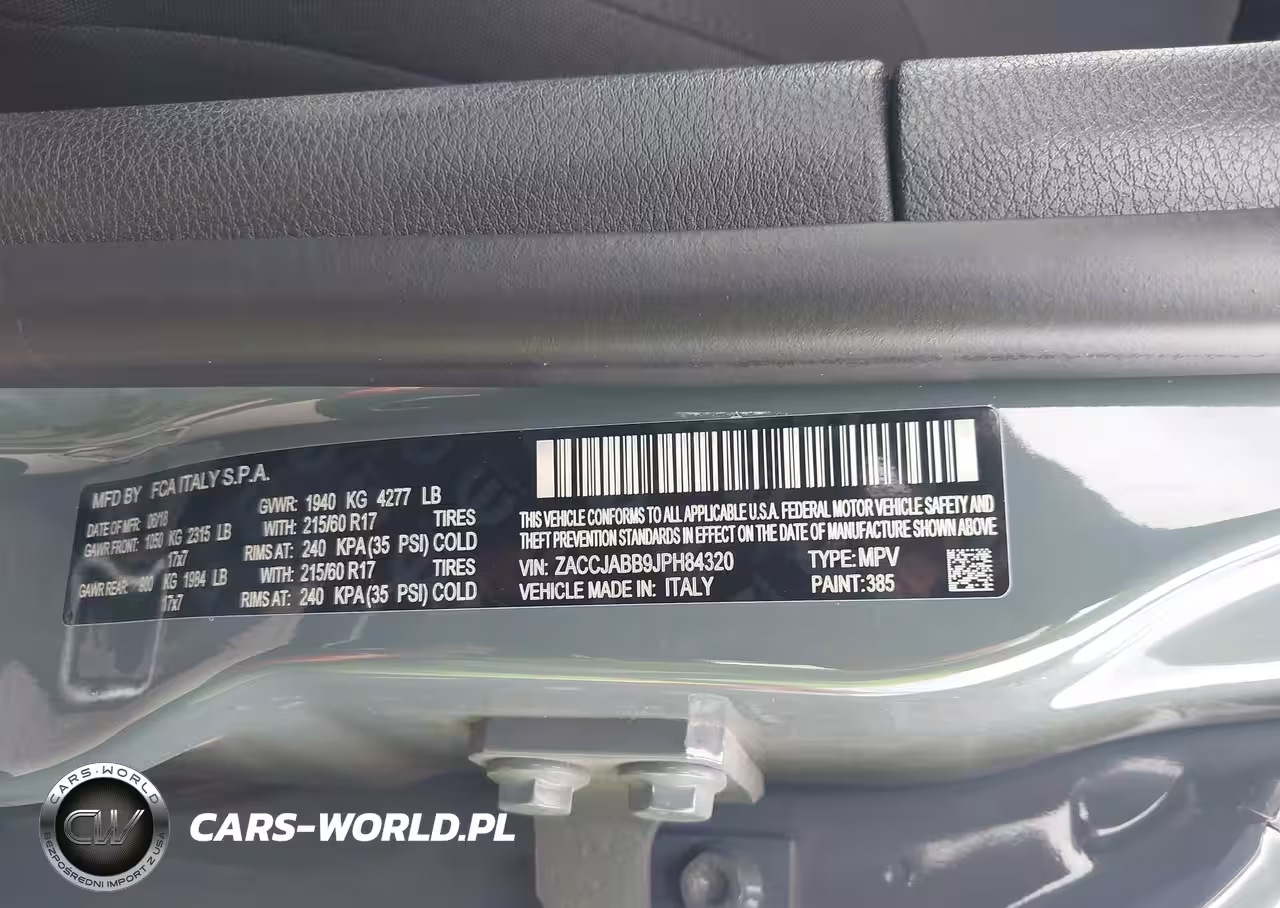 MFD BY FCA ITALY S.P.A.
DATE OF MFR: 06/18 GVWR: 1940 KG 4277 LB
GAWR FRONT: 1050 KG 2315 LB WITH: 215/60 R17 TIRES
17x7 RIMS AT: 240 KPA(35 PSI) COLD
GAWR REAR: 900 KG 1984 LB WITH: 215/60 R17 TIRES
17x7 RIMS AT: 240 KPA(35 PSI) COLD
THIS VEHICLE CONFORMS TO ALL APPLICABLE U.S.A. FEDERAL MOTOR VEHICLE SAFETY AND
THEFT PREVENTION STANDARDS IN EFFECT ON THE DATE OF MANUFACTURE SHOWN ABOVE
VIN: ZACCJABB9JPH84320 TYPE: MPV
VEHICLE MADE IN: ITALY PAINT:385
CARS-WORLD
CW
BEZPOŚREDNI IMPORT Z USA
CARS-WORLD.PL